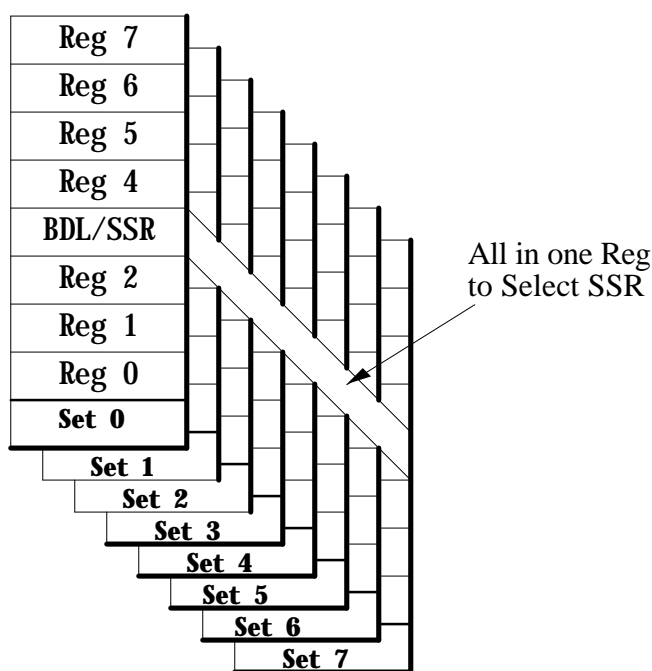 Reg 7
Reg 6
Reg 5
Reg 4
BDL/SSR
Reg 2
Reg 1
Reg 0
Set 0
Set 1
Set 2
Set 3
Set 4
Set 5
Set 6
Set 7
All in one Reg
to Select SSR